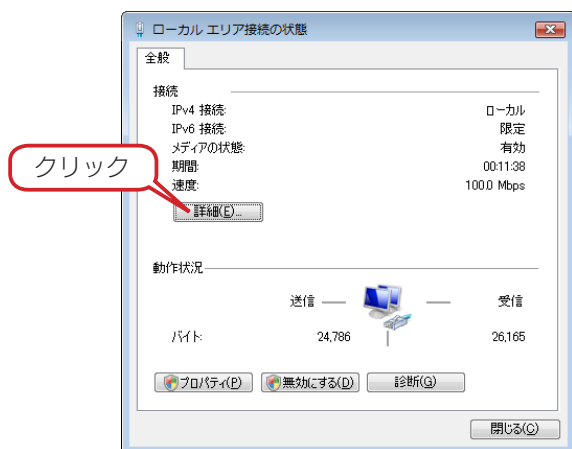 ローカル エリア接続の状態
全般
接続
IPv4 接続: ローカル
IPv6 接続: 限定
メディアの状態: 有効
期間: 00:11:38
速度: 100.0 Mbps
クリック
詳細(E)...
動作状況
送信 受信
バイト: 24,786 26,165
プロパティ(P) 無効にする(D) 診断(G)
閉じる(C)